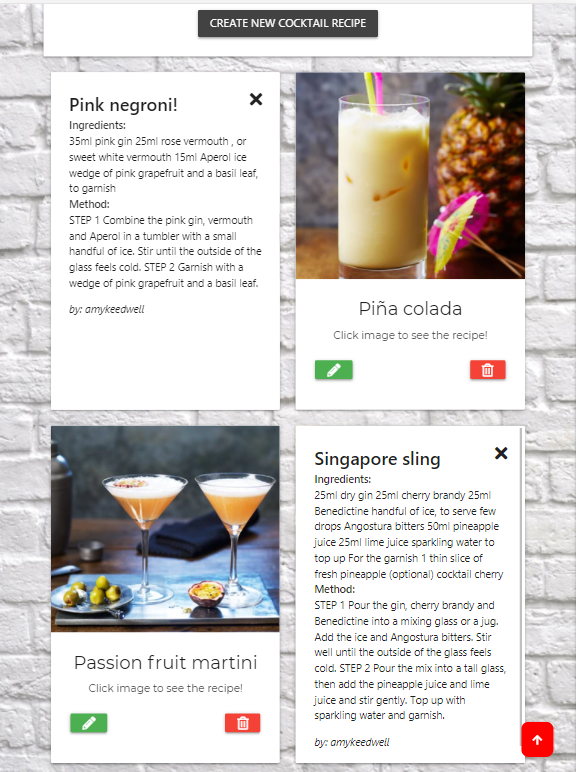 CREATE NEW COCKTAIL RECIPE
Pink negroni!
Ingredients:
35ml pink gin 25ml rose vermouth , or
sweet white vermouth 15ml Aperol ice
wedge of pink grapefruit and a basil leaf,
to garnish
Method:
STEP 1 Combine the pink gin, vermouth
and Aperol in a tumbler with a small
handful of ice. Stir until the outside of the
glass feels cold. STEP 2 Garnish with a
wedge of pink grapefruit and a basil leaf.
by: amykeedwell
Piña colada
Click image to see the recipe!
Passion fruit martini
Click image to see the recipe!
Singapore sling
Ingredients:
25ml dry gin 25ml cherry brandy 25ml
Benedictine handful of ice, to serve few
drops Angostura bitters 50ml pineapple
juice 25ml lime juice sparkling water to
top up For the garnish 1 thin slice of
fresh pineapple (optional) cocktail cherry
Method:
STEP 1 Pour the gin, cherry brandy and
Benedictine into a mixing glass or a jug.
Add the ice and Angostura bitters. Stir
well until the outside of the glass feels
cold. STEP 2 Pour the mix into a tall glass,
then add the pineapple juice and lime
juice and stir gently. Top up with
sparkling water and garnish.
by: amykeedwell